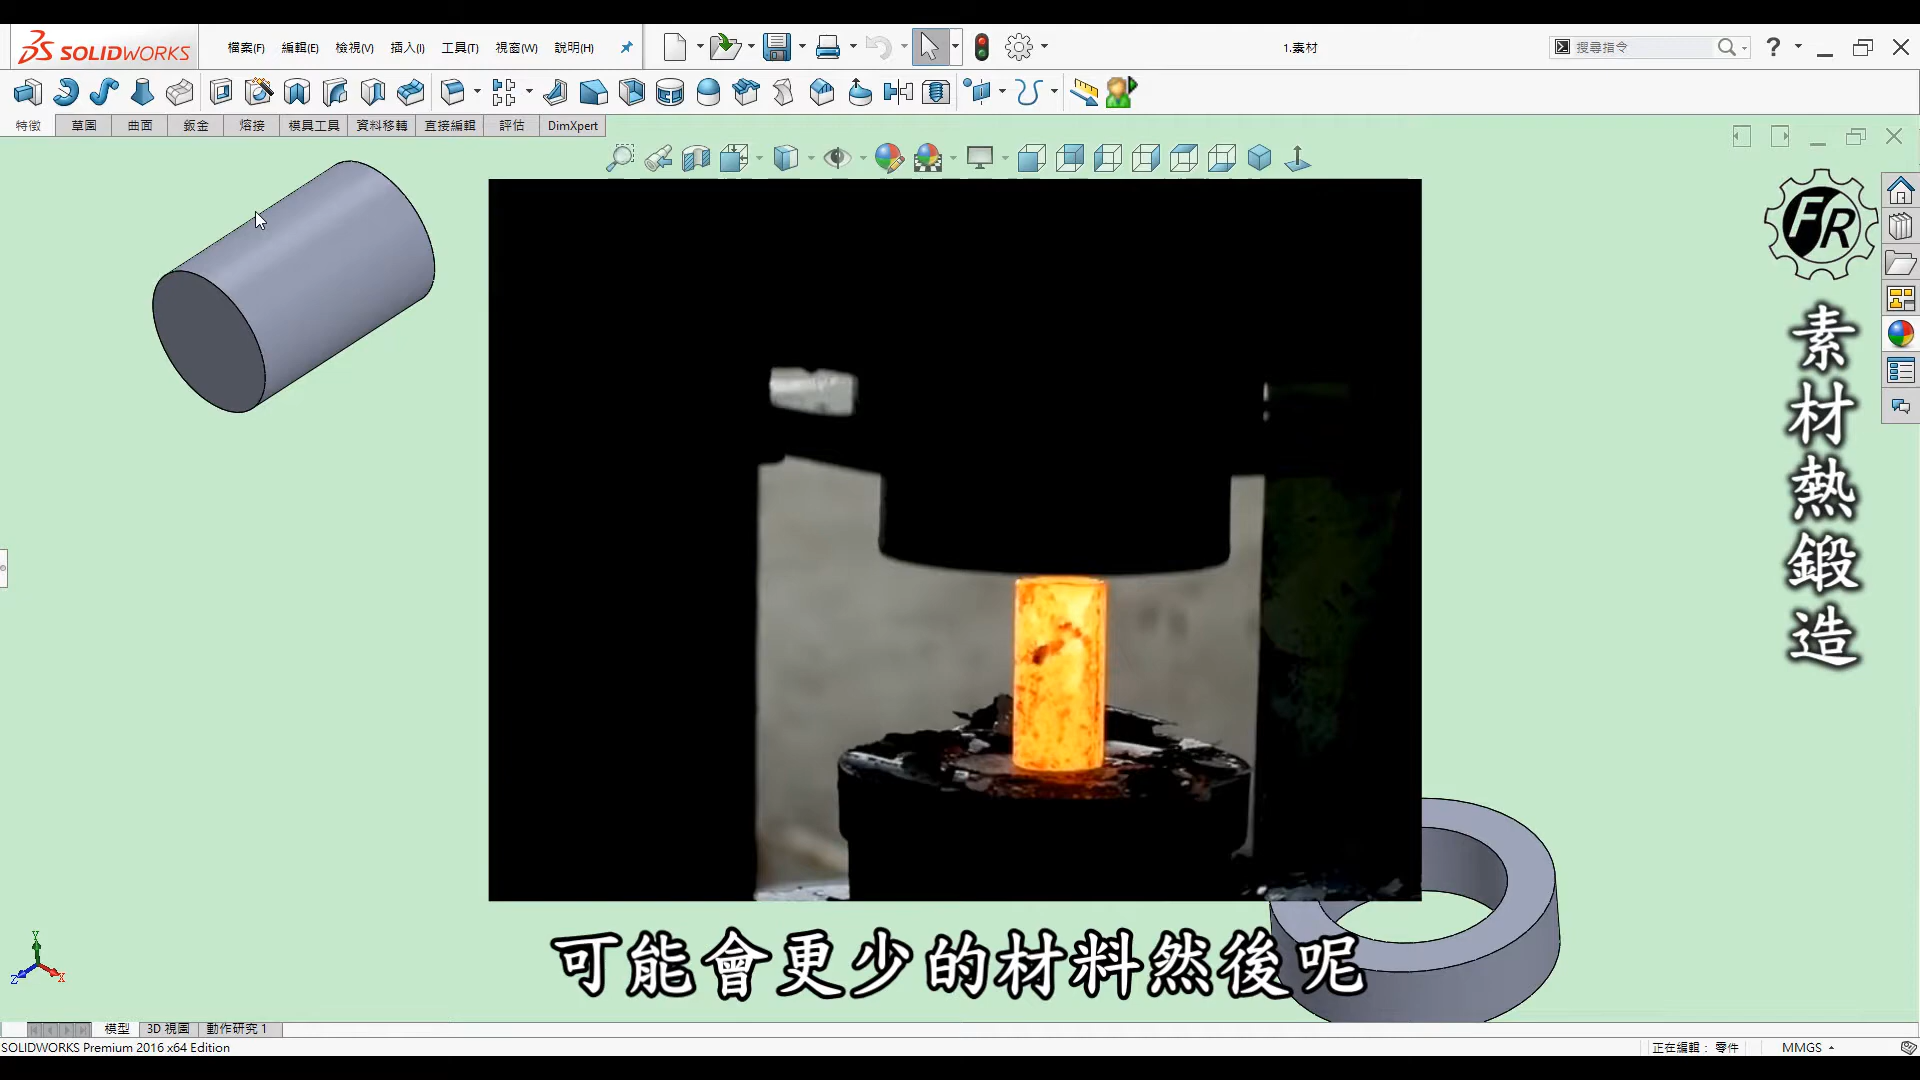 SOLIDWORKS
檔案(F) 編輯(E) 檢視(V) 插入(I) 工具(T) 視窗(W) 說明(H)
1.素材
搜尋指令
?
特徵 草圖 曲面 鈑金 熔接 模具工具 資料移轉 直接編輯 評估 DimXpert
FR
素材熱鍛造
可能會更少的材料然後呢
Y
Z
X
模型 3D 視圖 動作研究 1
SOLIDWORKS Premium 2016 x64 Edition
正在編輯： 零件
MMGS